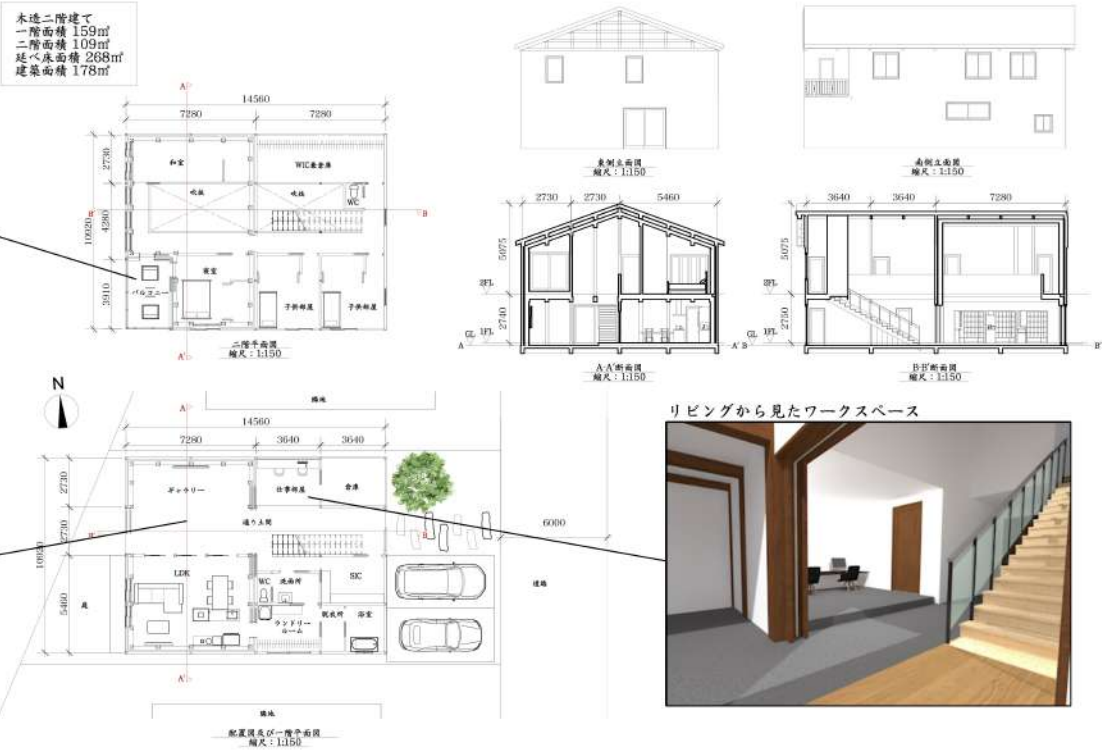 木造二階建て
一階面積 159㎡
二階面積 109㎡
延べ床面積 268㎡
建築面積 178㎡
A
14560
7280 7280
2730
4280
3910
10920
和室
WIC兼倉庫
吹抜
吹抜
WC
B B
寝室
バルコニー
子供部屋
子供部屋
A'
二階平面図
縮尺：1:150
東側立面図
縮尺：1:150
南側立面図
縮尺：1:150
2730 2730 5460
5075
2FL
2740
GL 1FL
A A'
A-A'断面図
縮尺：1:150
3640 3640 7280
5075
2FL
2750
GL 1FL
B B'
B-B'断面図
縮尺：1:150
N
隣地
A
14560
7280 3640 3640
2730
2730
5460
ギャラリー
仕事部屋
倉庫
通り土間
B' B
6000
道路
LDK
WC
洗面所
SIC
庭
ランドリー
ルーム
脱衣所
浴室
A'
隣地
配置図及び一階平面図
縮尺：1:150
リビングから見たワークスペース